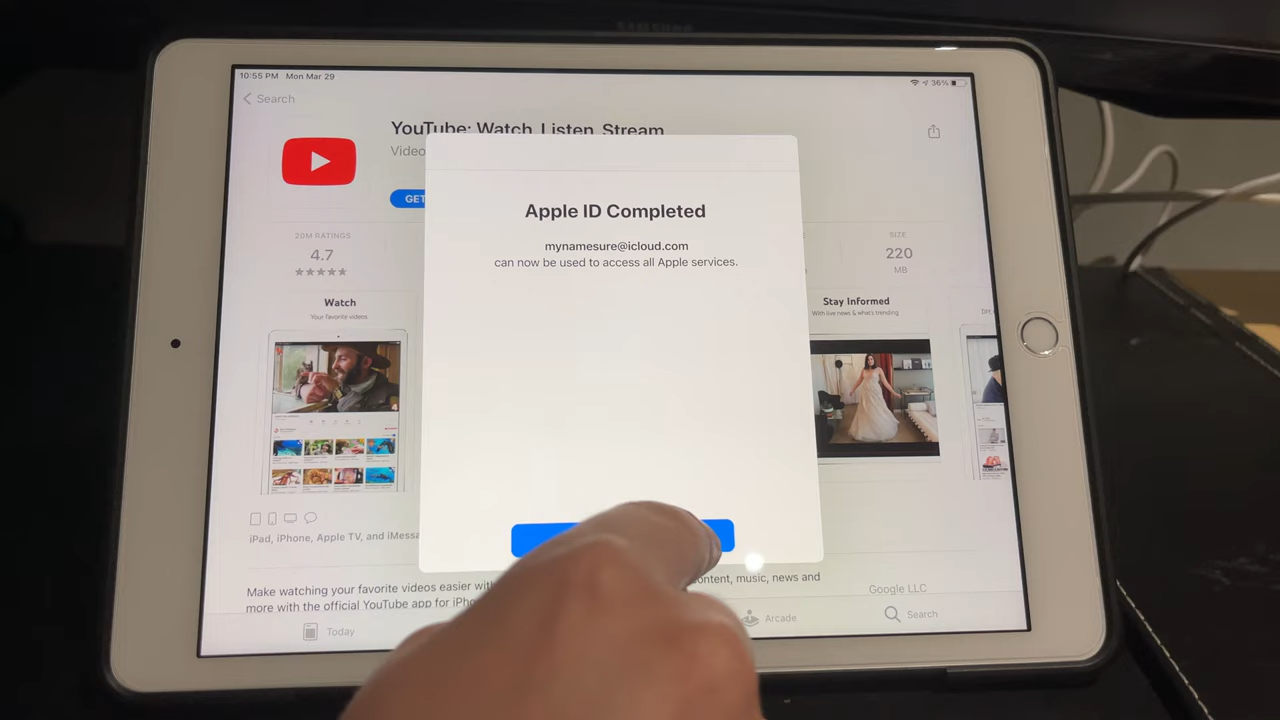 SAMSUNG
10:55 PM Mon Mar 29
36%
Search
YouTube: Watch, Listen, Stream
Video
GET
Apple ID Completed
mynamesure@icloud.com
can now be used to access all Apple services.
20M RATINGS
4.7
★★★★★
SIZE
220
MB
Watch
Your favorite videos
Stay Informed
With live news & what's trending
iPad, iPhone, Apple TV, and iMessa
Make watching your favorite videos easier wit
ontent, music, news and
more with the official YouTube app for iPho
Google LLC
Today
Arcade
Search